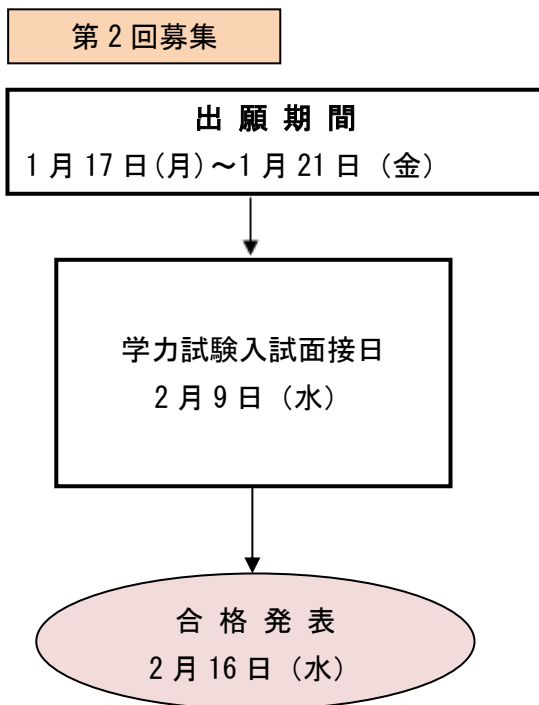 第2回募集
出願期間
1月17日(月)～1月21日（金）
学力試験入試面接日
2月9日（水）
合格発表
2月16日（水）